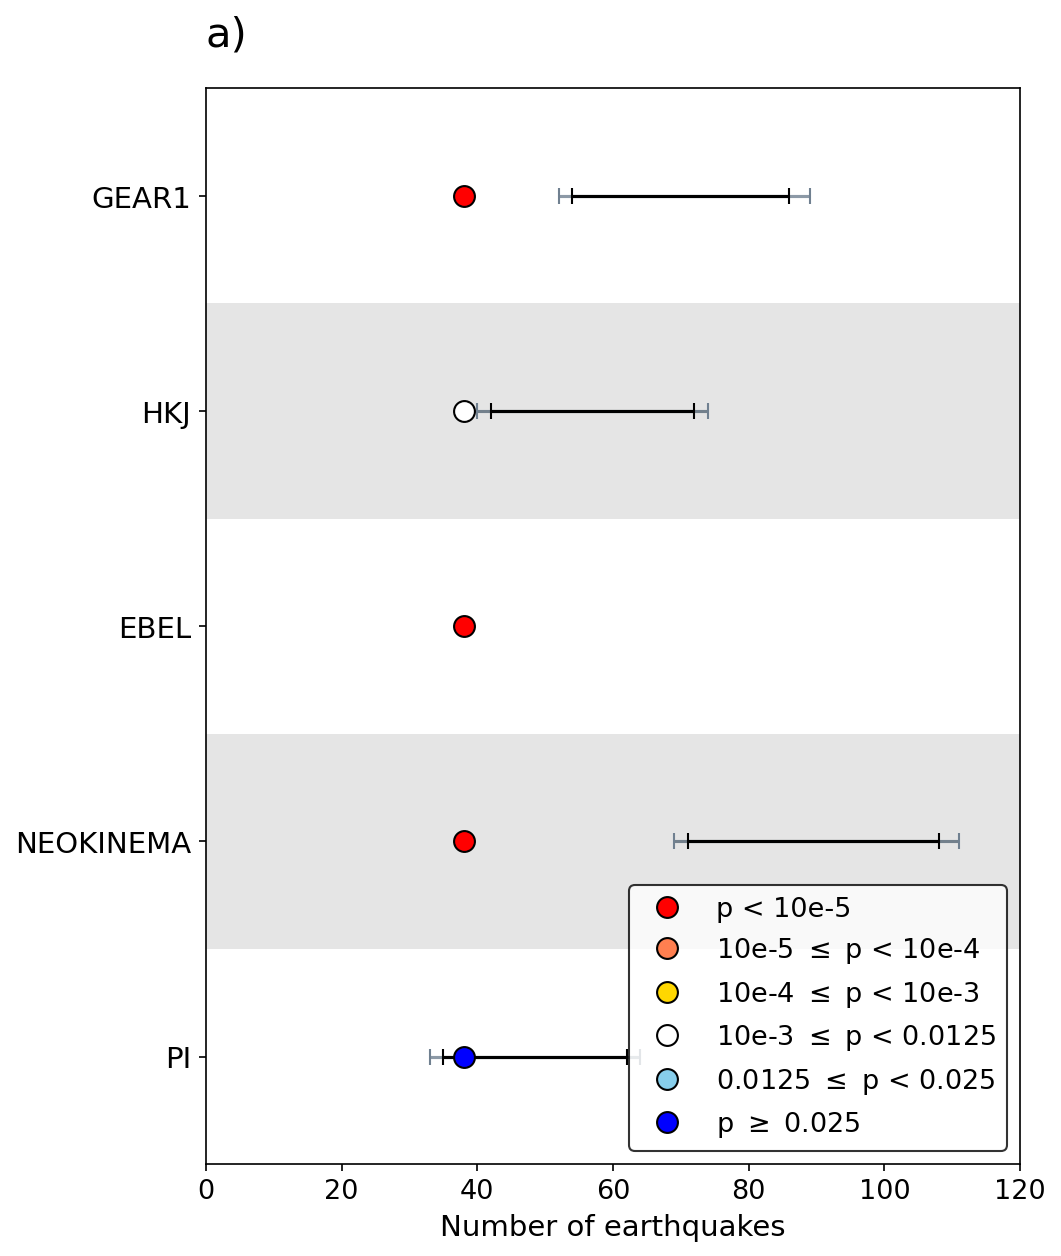 a)
GEAR1
HKJ
EBEL
NEOKINEMA
PI
p < 10e-5
10e-5 ≤ p < 10e-4
10e-4 ≤ p < 10e-3
10e-3 ≤ p < 0.0125
0.0125 ≤ p < 0.025
p ≥ 0.025
0 20 40 60 80 100 120
Number of earthquakes